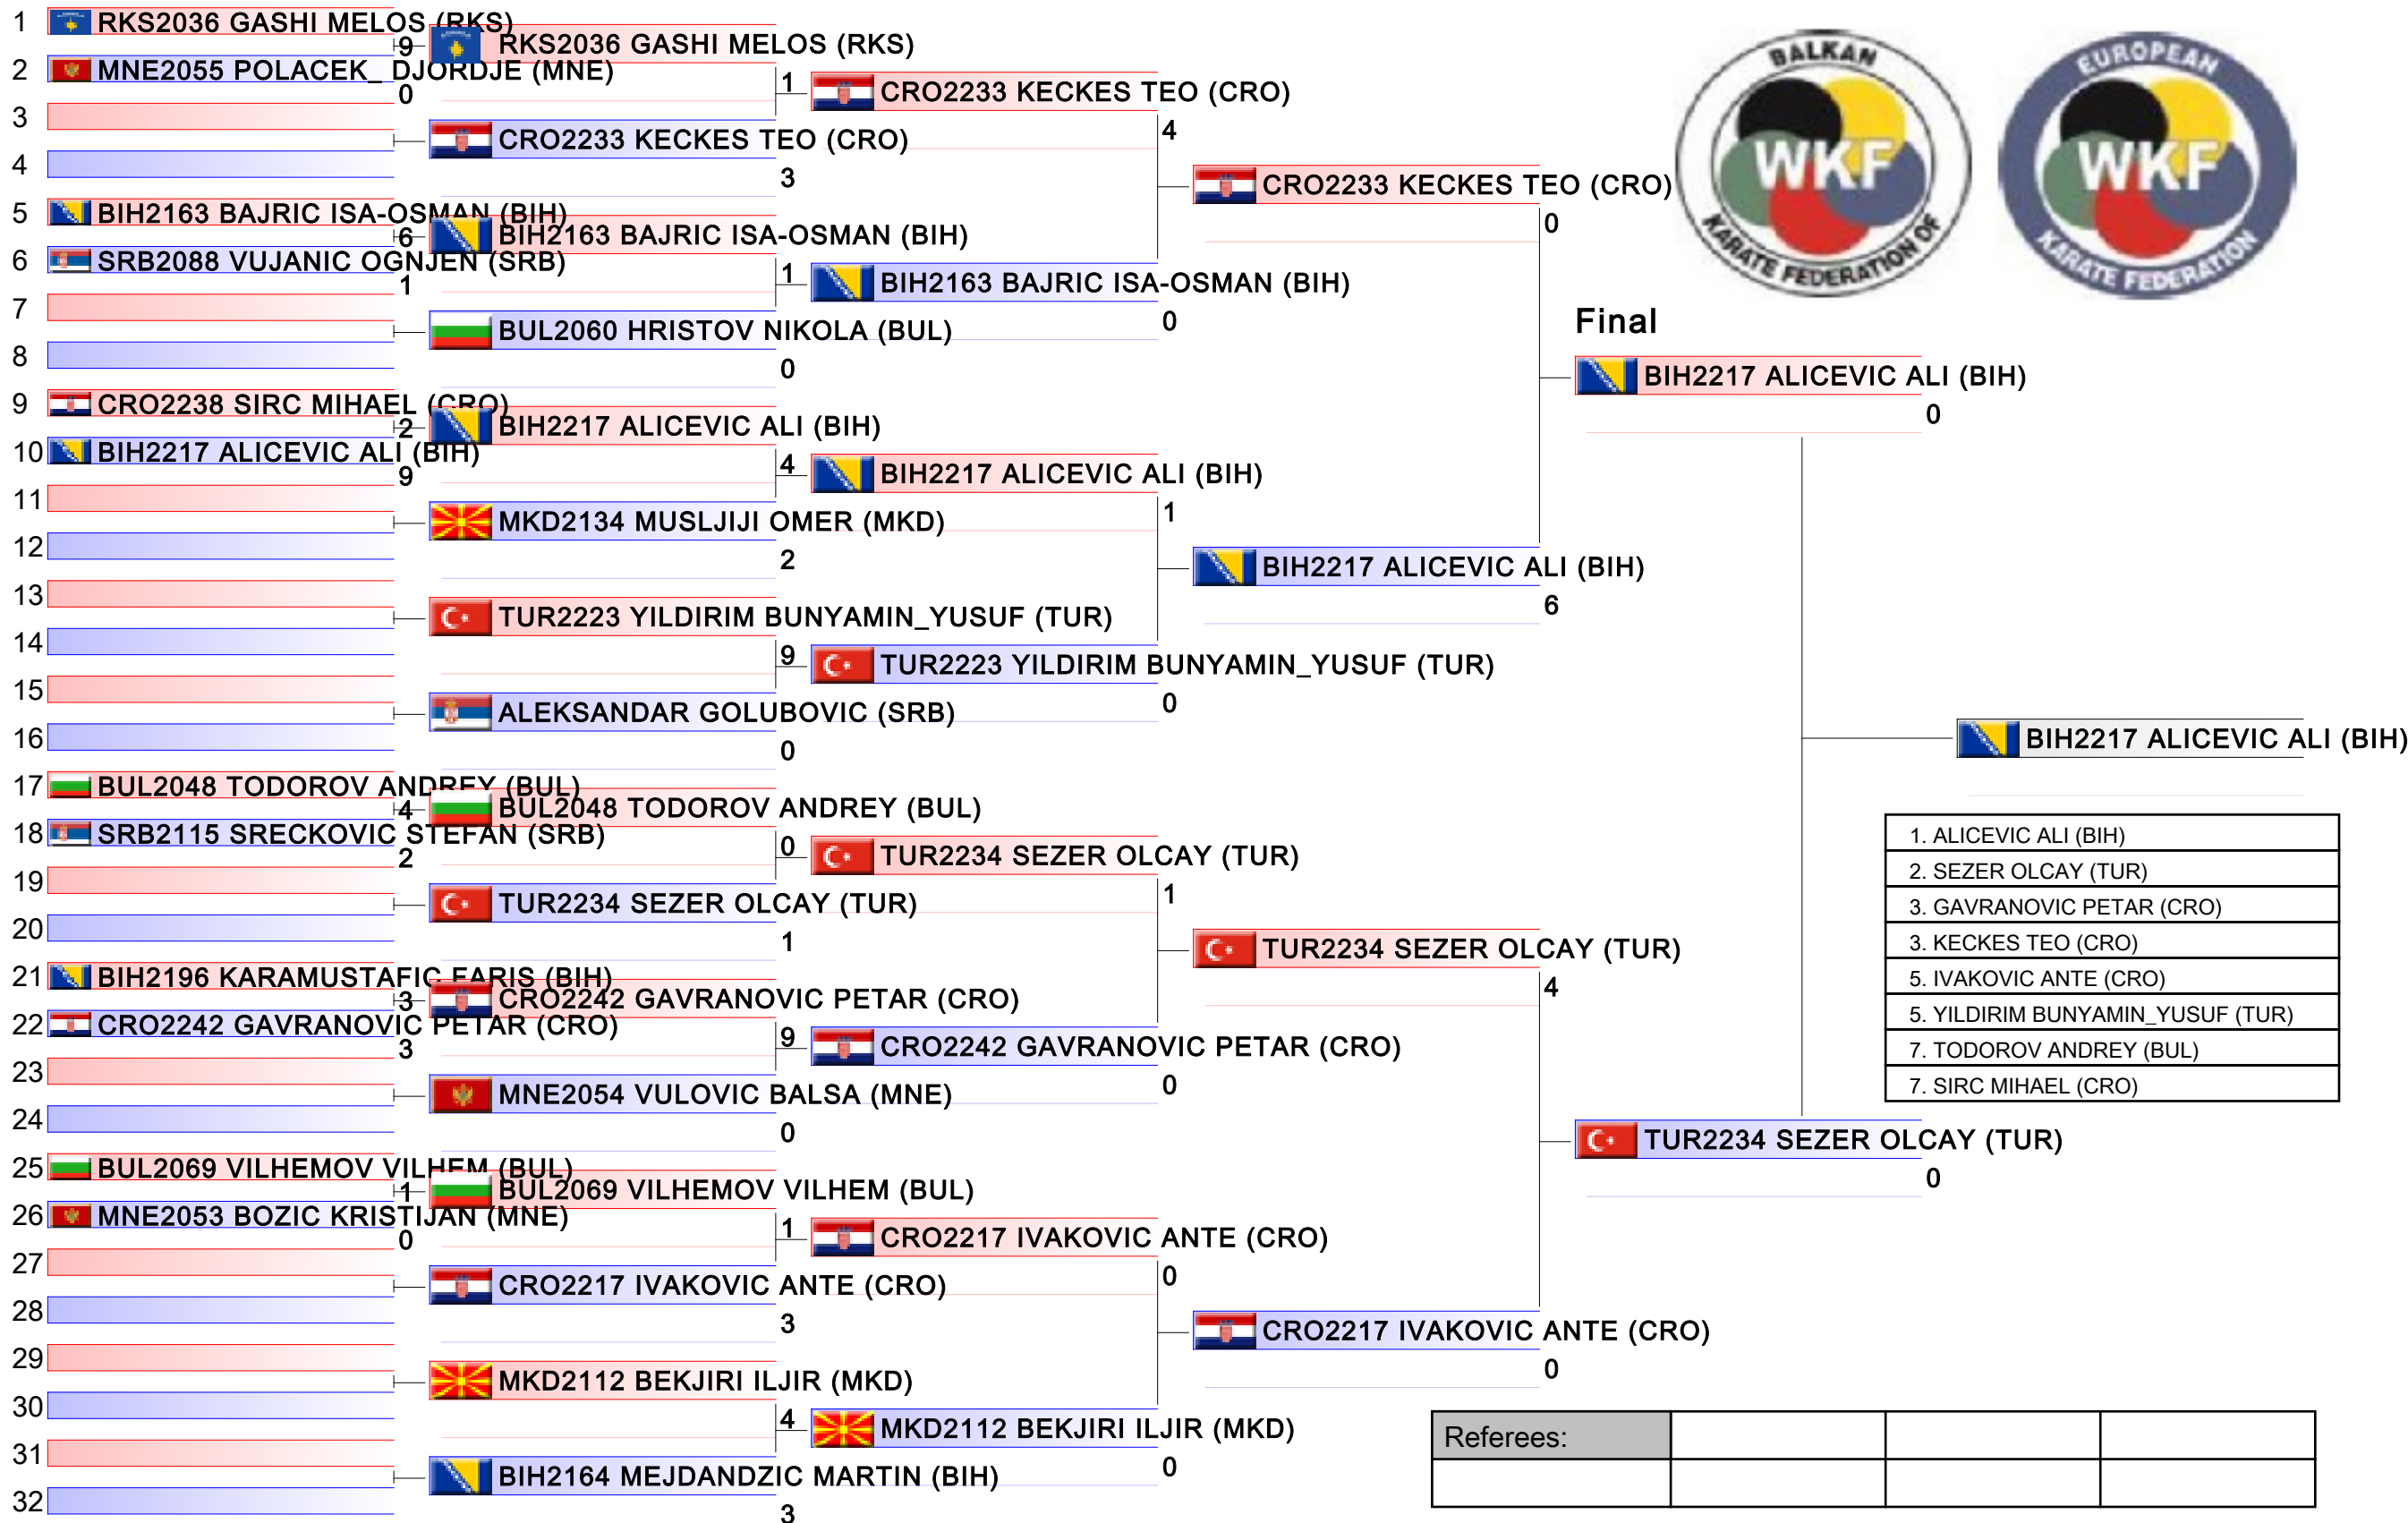 1 RKS2036 GASHI MELOS (RKS)
9
2 MNE2055 POLACEK_ DJORDJE (MNE)
0
3
4
5 BIH2163 BAJRIC ISA-OSMAN (BIH)
6
6 SRB2088 VUJANIC OGNJEN (SRB)
1
7
8
9 CRO2238 SIRC MIHAEL (CRO)
2
10 BIH2217 ALICEVIC ALI (BIH)
9
11
12
13
14
15
16
17 BUL2048 TODOROV ANDREY (BUL)
4
18 SRB2115 SRECKOVIC STEFAN (SRB)
2
19
20
21 BIH2196 KARAMUSTAFIC FARIS (BIH)
3
22 CRO2242 GAVRANOVIC PETAR (CRO)
3
23
24
25 BUL2069 VILHEMOV VILHEM (BUL)
1
26 MNE2053 BOZIC KRISTIJAN (MNE)
0
27
28
29
30
31
32
RKS2036 GASHI MELOS (RKS)
1
CRO2233 KECKES TEO (CRO)
3
BIH2163 BAJRIC ISA-OSMAN (BIH)
1
BUL2060 HRISTOV NIKOLA (BUL)
0
BIH2217 ALICEVIC ALI (BIH)
4
MKD2134 MUSLJIJI OMER (MKD)
2
TUR2223 YILDIRIM BUNYAMIN_YUSUF (TUR)
9
ALEKSANDAR GOLUBOVIC (SRB)
0
BUL2048 TODOROV ANDREY (BUL)
0
TUR2234 SEZER OLCAY (TUR)
1
CRO2242 GAVRANOVIC PETAR (CRO)
9
MNE2054 VULOVIC BALSA (MNE)
0
BUL2069 VILHEMOV VILHEM (BUL)
1
CRO2217 IVAKOVIC ANTE (CRO)
3
MKD2112 BEKJIRI ILJIR (MKD)
4
BIH2164 MEJDANDZIC MARTIN (BIH)
3
CRO2233 KECKES TEO (CRO)
4
BIH2163 BAJRIC ISA-OSMAN (BIH)
0
BIH2217 ALICEVIC ALI (BIH)
1
TUR2223 YILDIRIM BUNYAMIN_YUSUF (TUR)
0
TUR2234 SEZER OLCAY (TUR)
1
CRO2242 GAVRANOVIC PETAR (CRO)
0
CRO2217 IVAKOVIC ANTE (CRO)
0
MKD2112 BEKJIRI ILJIR (MKD)
0
CRO2233 KECKES TEO (CRO)
0
BIH2217 ALICEVIC ALI (BIH)
6
TUR2234 SEZER OLCAY (TUR)
4
CRO2217 IVAKOVIC ANTE (CRO)
0
BALKAN
WKF
KARATE FEDERATION OF
EUROPEAN
WKF
KARATE FEDERATION
Final
BIH2217 ALICEVIC ALI (BIH)
0
TUR2234 SEZER OLCAY (TUR)
0
BIH2217 ALICEVIC ALI (BIH)
1. ALICEVIC ALI (BIH)
2. SEZER OLCAY (TUR)
3. GAVRANOVIC PETAR (CRO)
3. KECKES TEO (CRO)
5. IVAKOVIC ANTE (CRO)
5. YILDIRIM BUNYAMIN_YUSUF (TUR)
7. TODOROV ANDREY (BUL)
7. SIRC MIHAEL (CRO)
Referees: